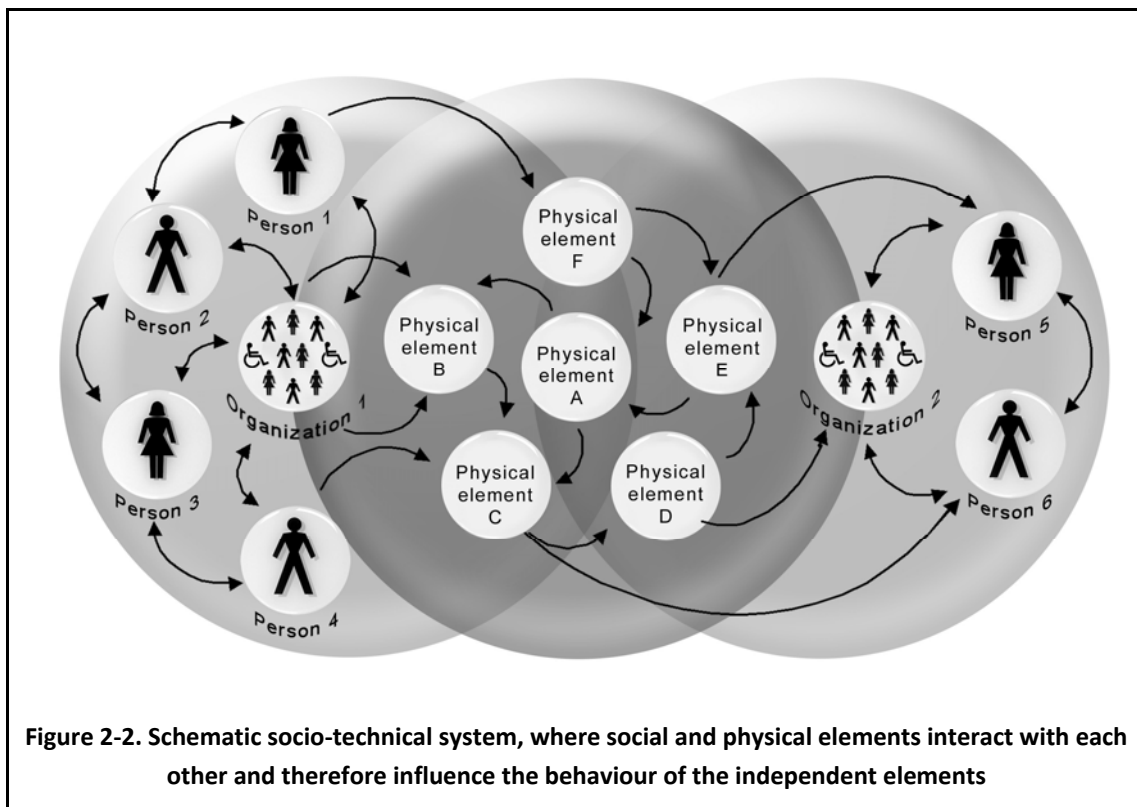 Person 1
Physical
element
F
Person 2
Physical
element
B
Physical
element
E
Person 5
Physical
element
A
Organization 1
Organization 2
Person 3
Physical
element
C
Physical
element
D
Person 6
Person 4
Figure 2-2. Schematic socio-technical system, where social and physical elements interact with each
other and therefore influence the behaviour of the independent elements